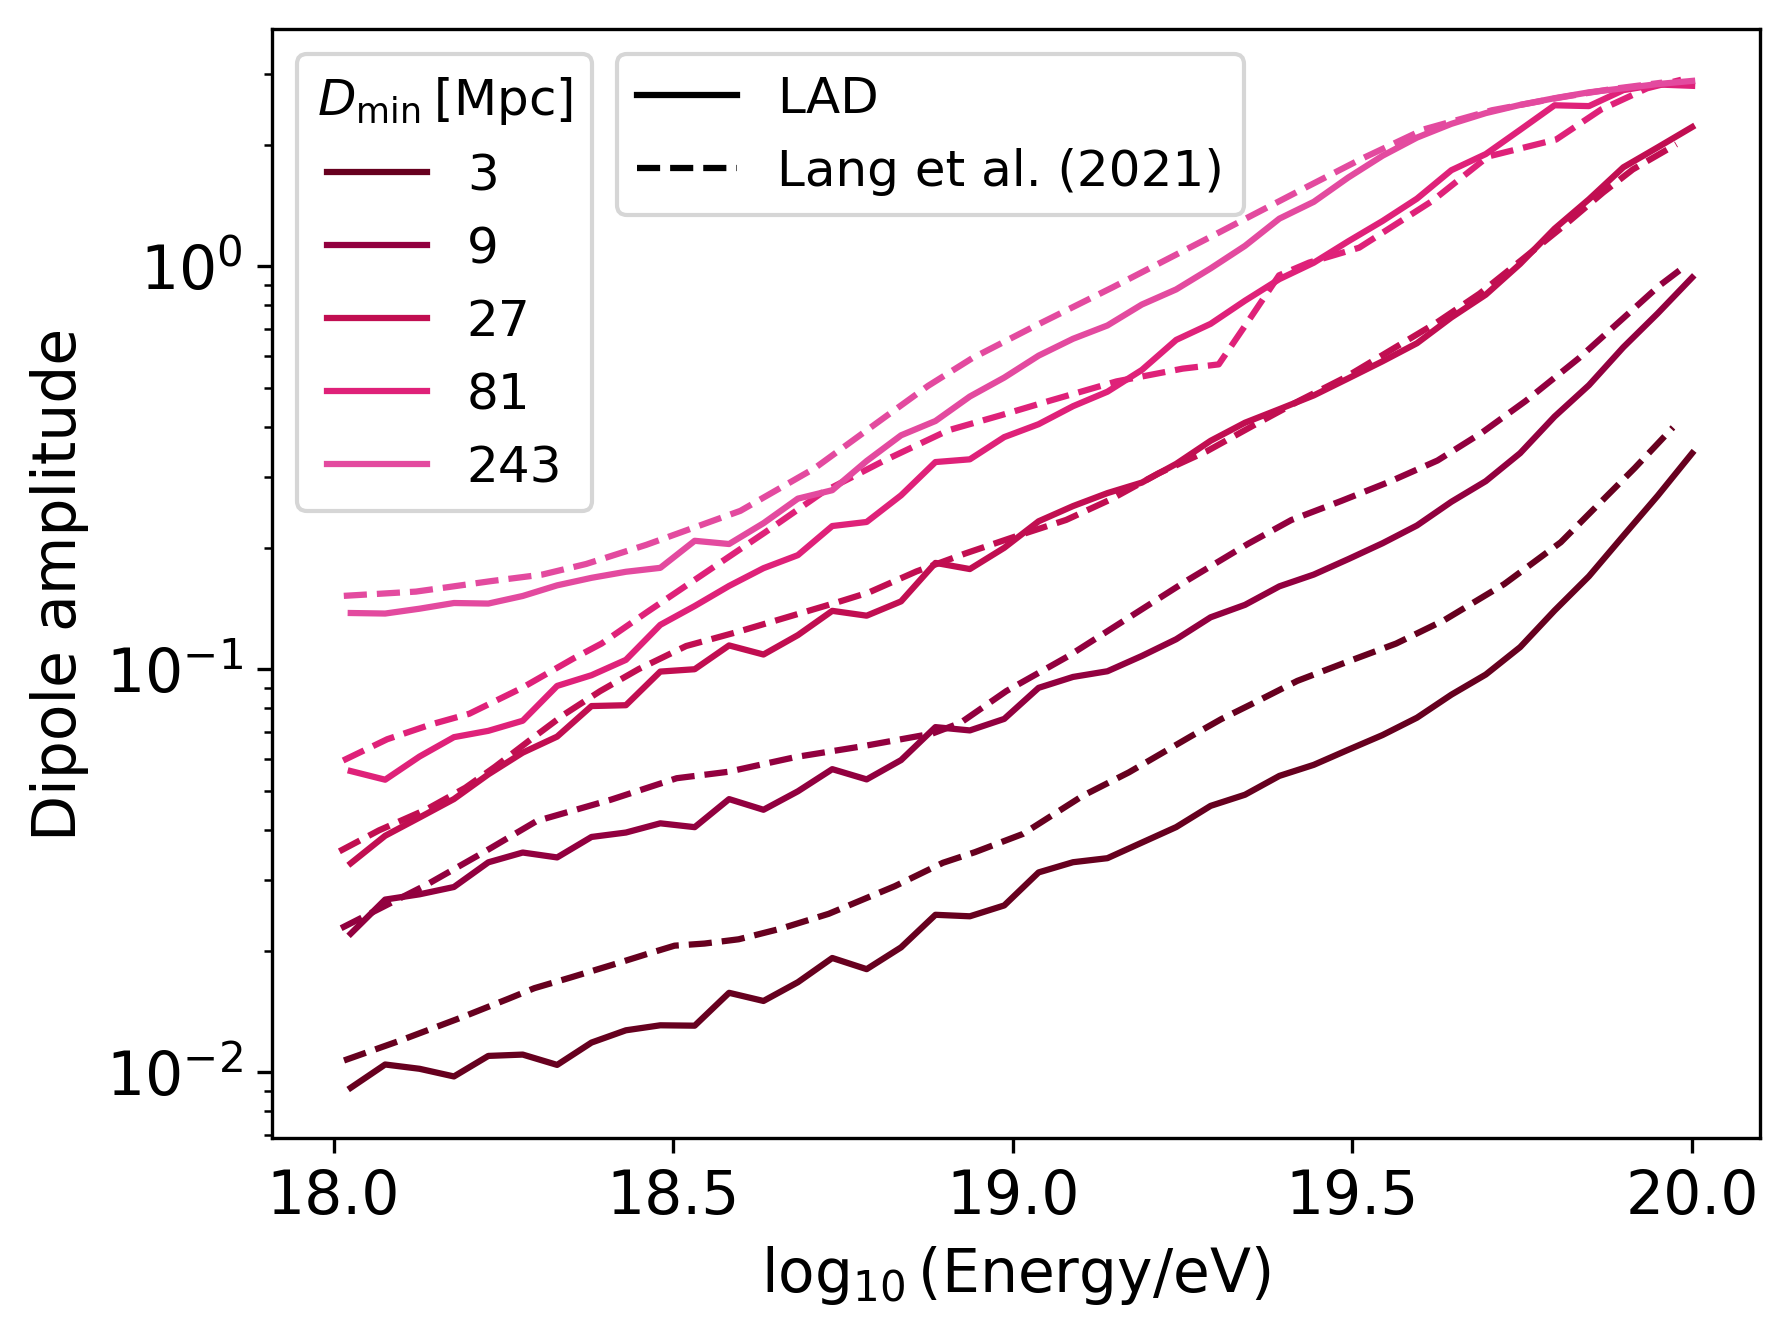 D_min [Mpc]
3
9
27
81
243
LAD
Lang et al. (2021)
Dipole amplitude
10^0
10^−1
10^−2
18.0 18.5 19.0 19.5 20.0
log_10 (Energy/eV)